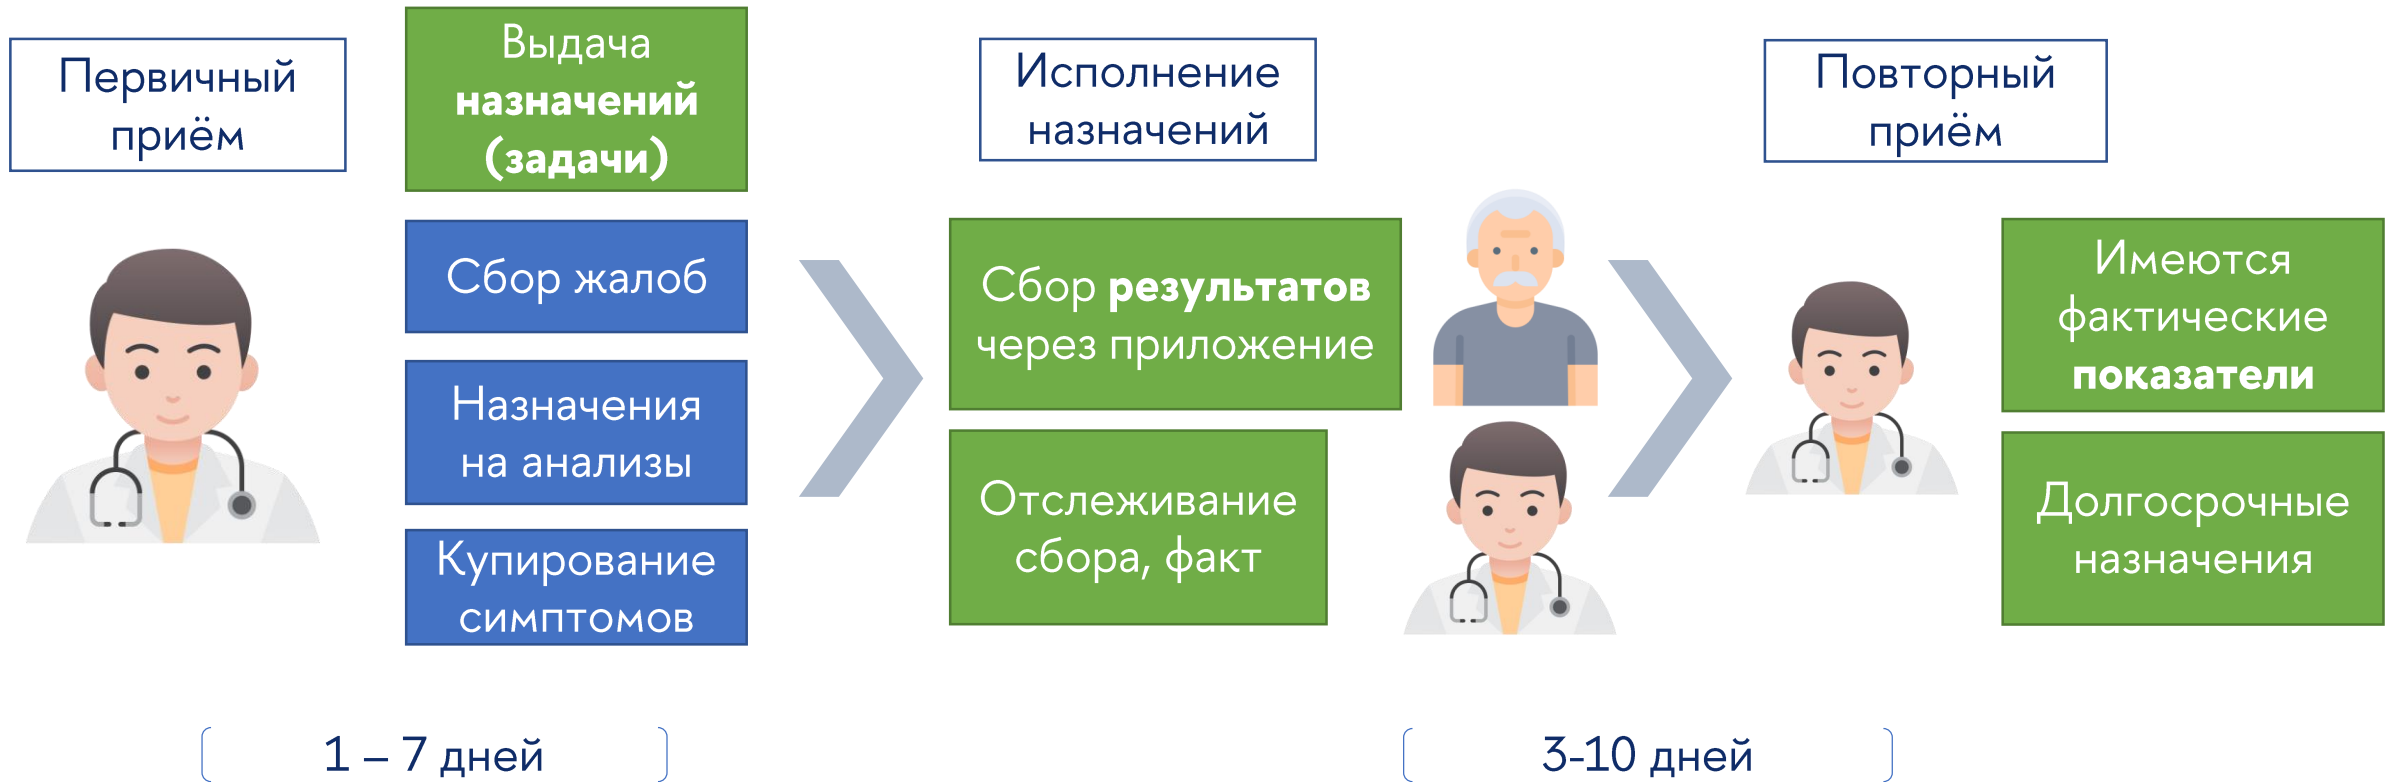 Первичный
приём
Выдача
назначений
(задачи)
Сбор жалоб
Назначения
на анализы
Купирование
симптомов
Исполнение
назначений
Сбор результатов
через приложение
Отслеживание
сбора, факт
Повторный
приём
Имеются
фактические
показатели
Долгосрочные
назначения
1 – 7 дней
3-10 дней